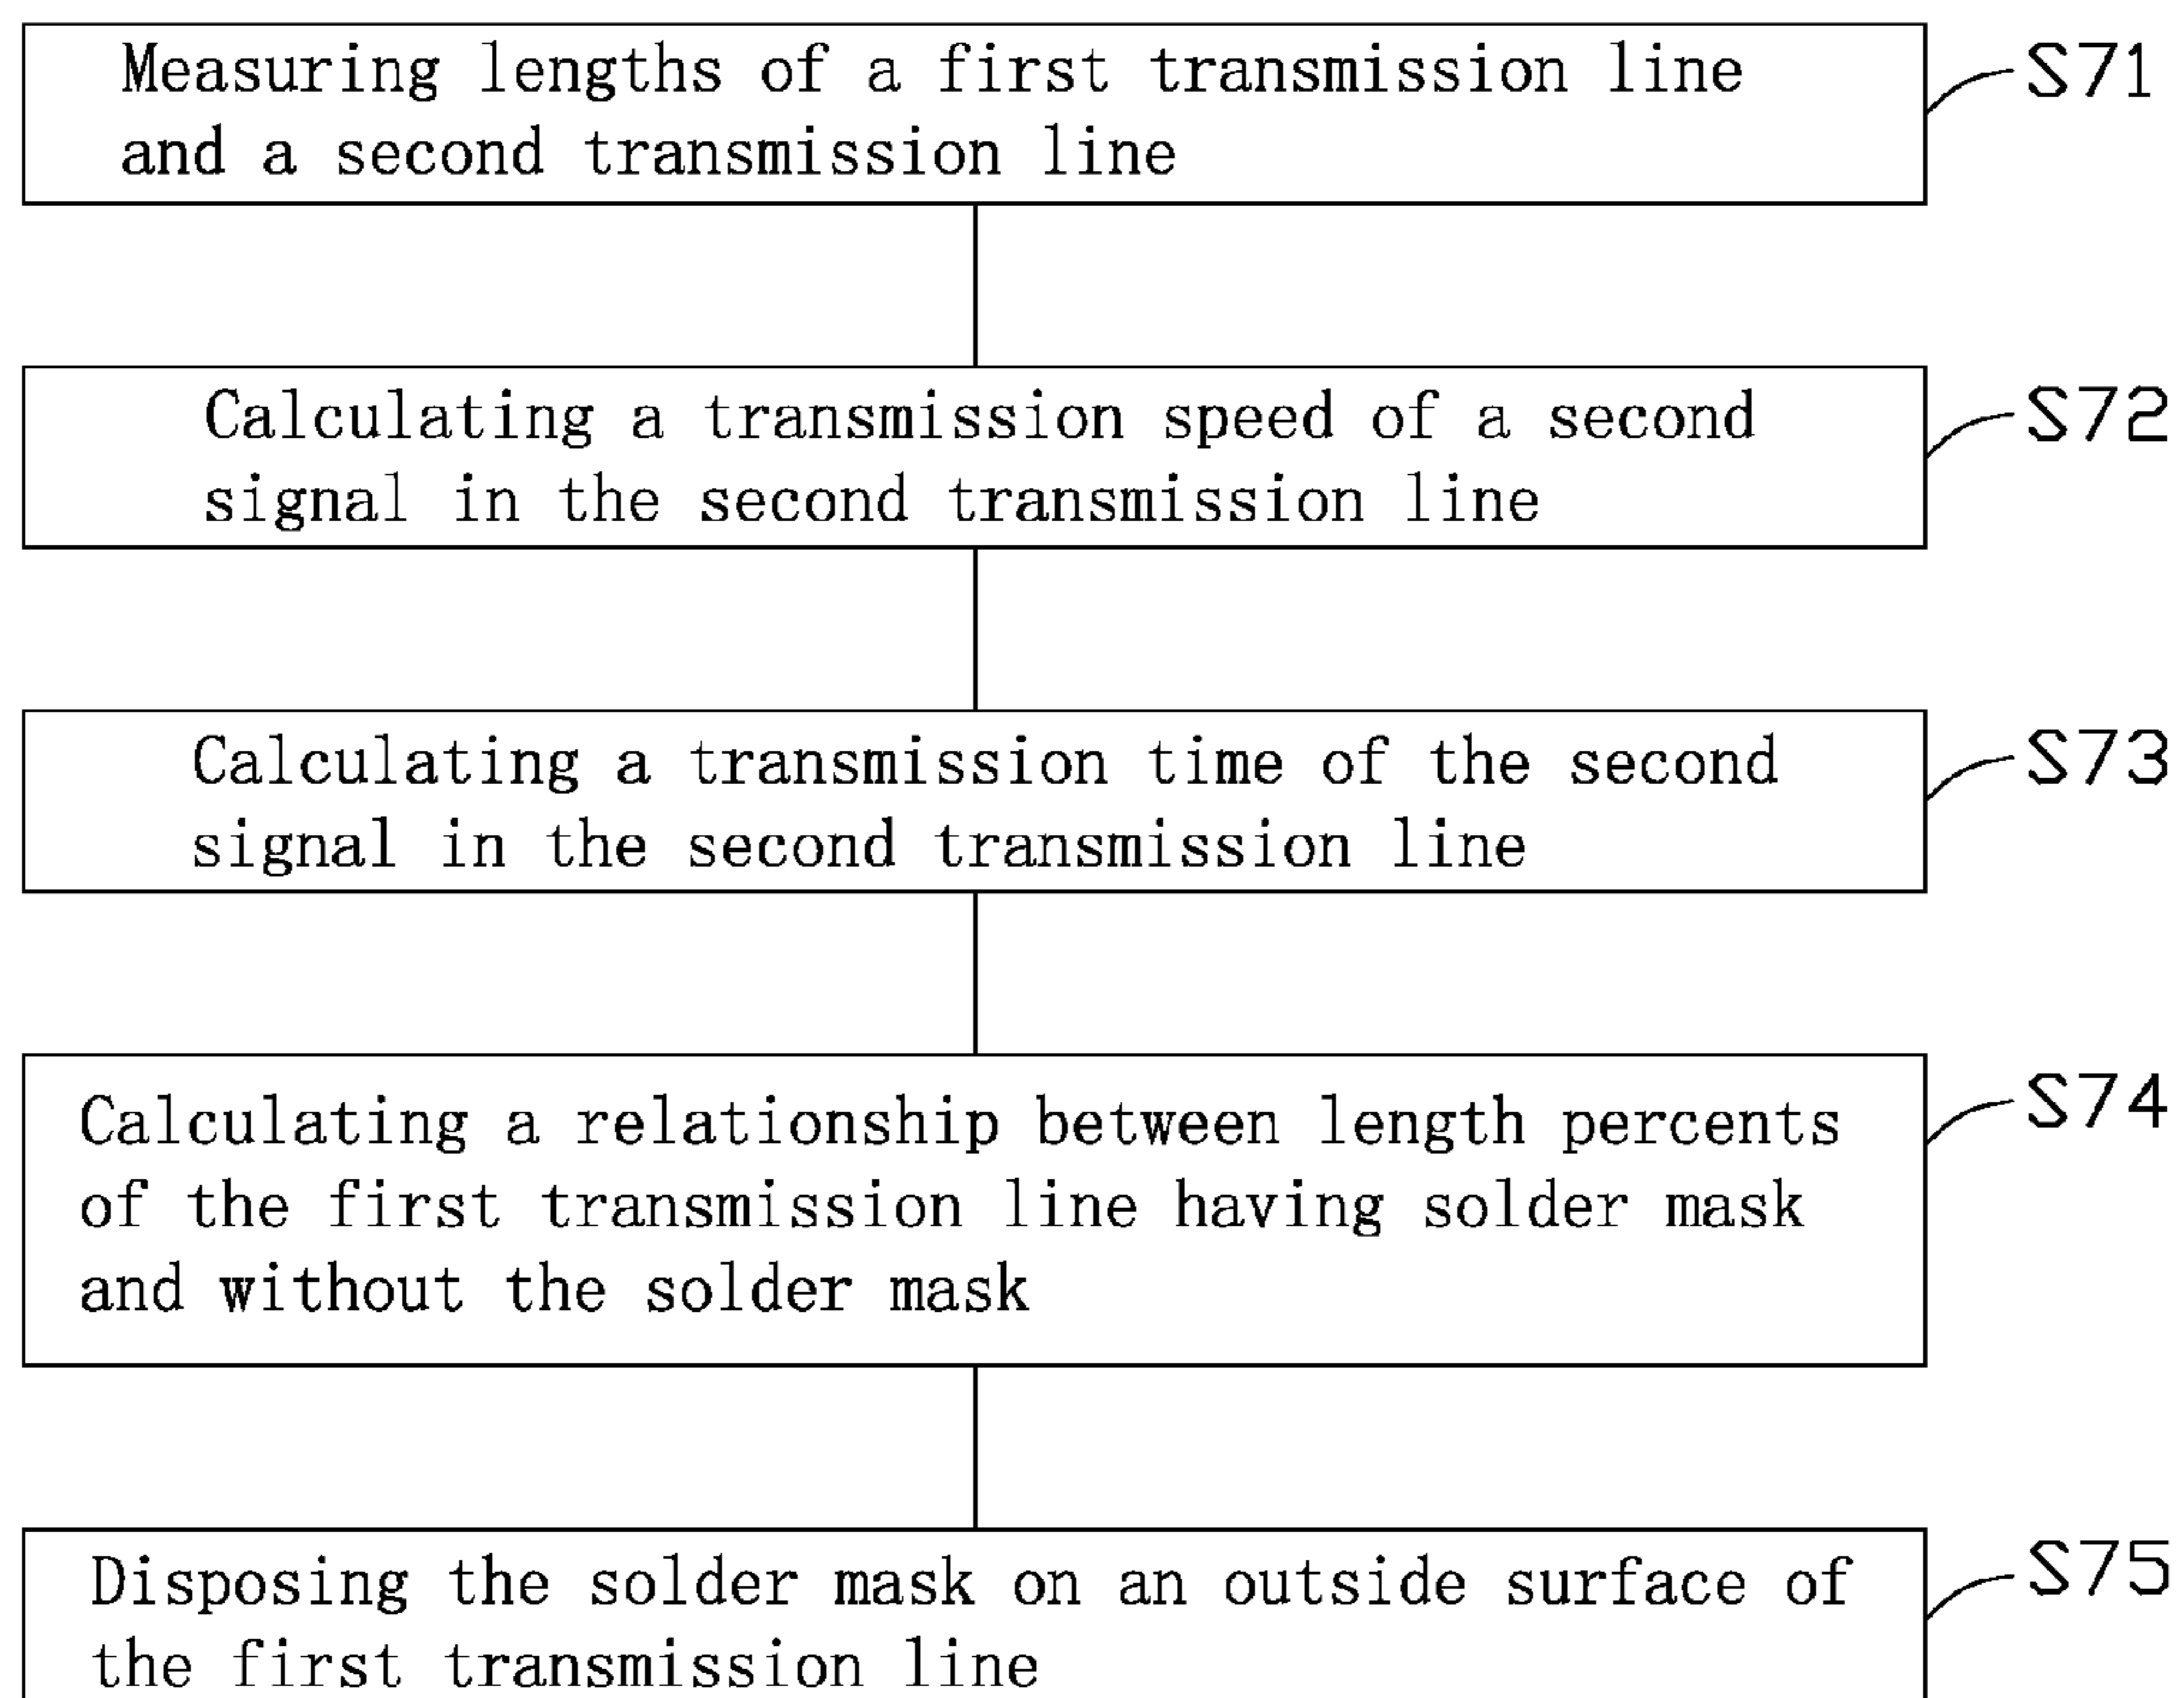 Measuring lengths of a first transmission line
and a second transmission line
S71
Calculating a transmission speed of a second
signal in the second transmission line
S72
Calculating a transmission time of the second
signal in the second transmission line
S73
Calculating a relationship between length percents
of the first transmission line having solder mask
and without the solder mask
S74
Disposing the solder mask on an outside surface of
the first transmission line
S75